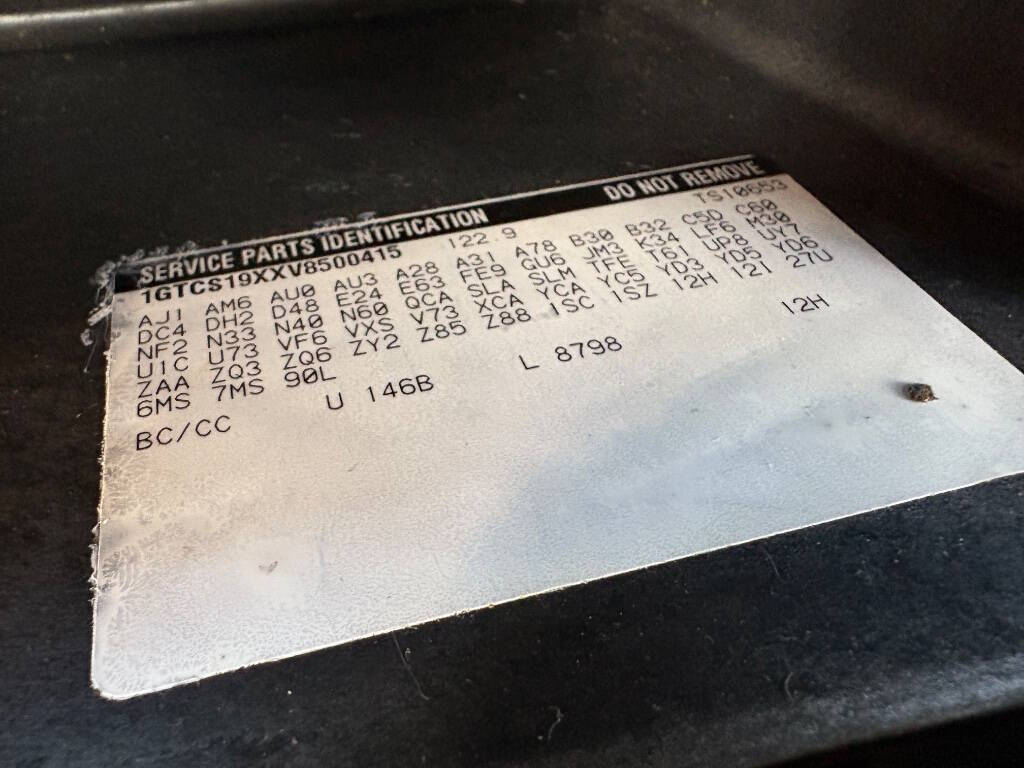 SERVICE PARTS IDENTIFICATION DO NOT REMOVE
1GTCS19XXV8500415 122.9 TS10653
AJ1 AM6 AU0 AU3 A28 A31 A78 B30 B32 C5D C60
DC4 DH2 D48 E24 E63 FE9 GU6 JM3 K34 LF6 M30
NF2 N33 N40 N60 QCA SLA SLM TFE T61 UP8 UY7
U1C U73 VF6 VXS V73 XCA YCA YC5 YD3 YD5 YD6
ZAA ZQ3 ZQ6 ZY2 Z85 Z88 1SC 1SZ 12H 12I 27U
6MS 7MS 90L
BC/CC U 146B L 8798 12H